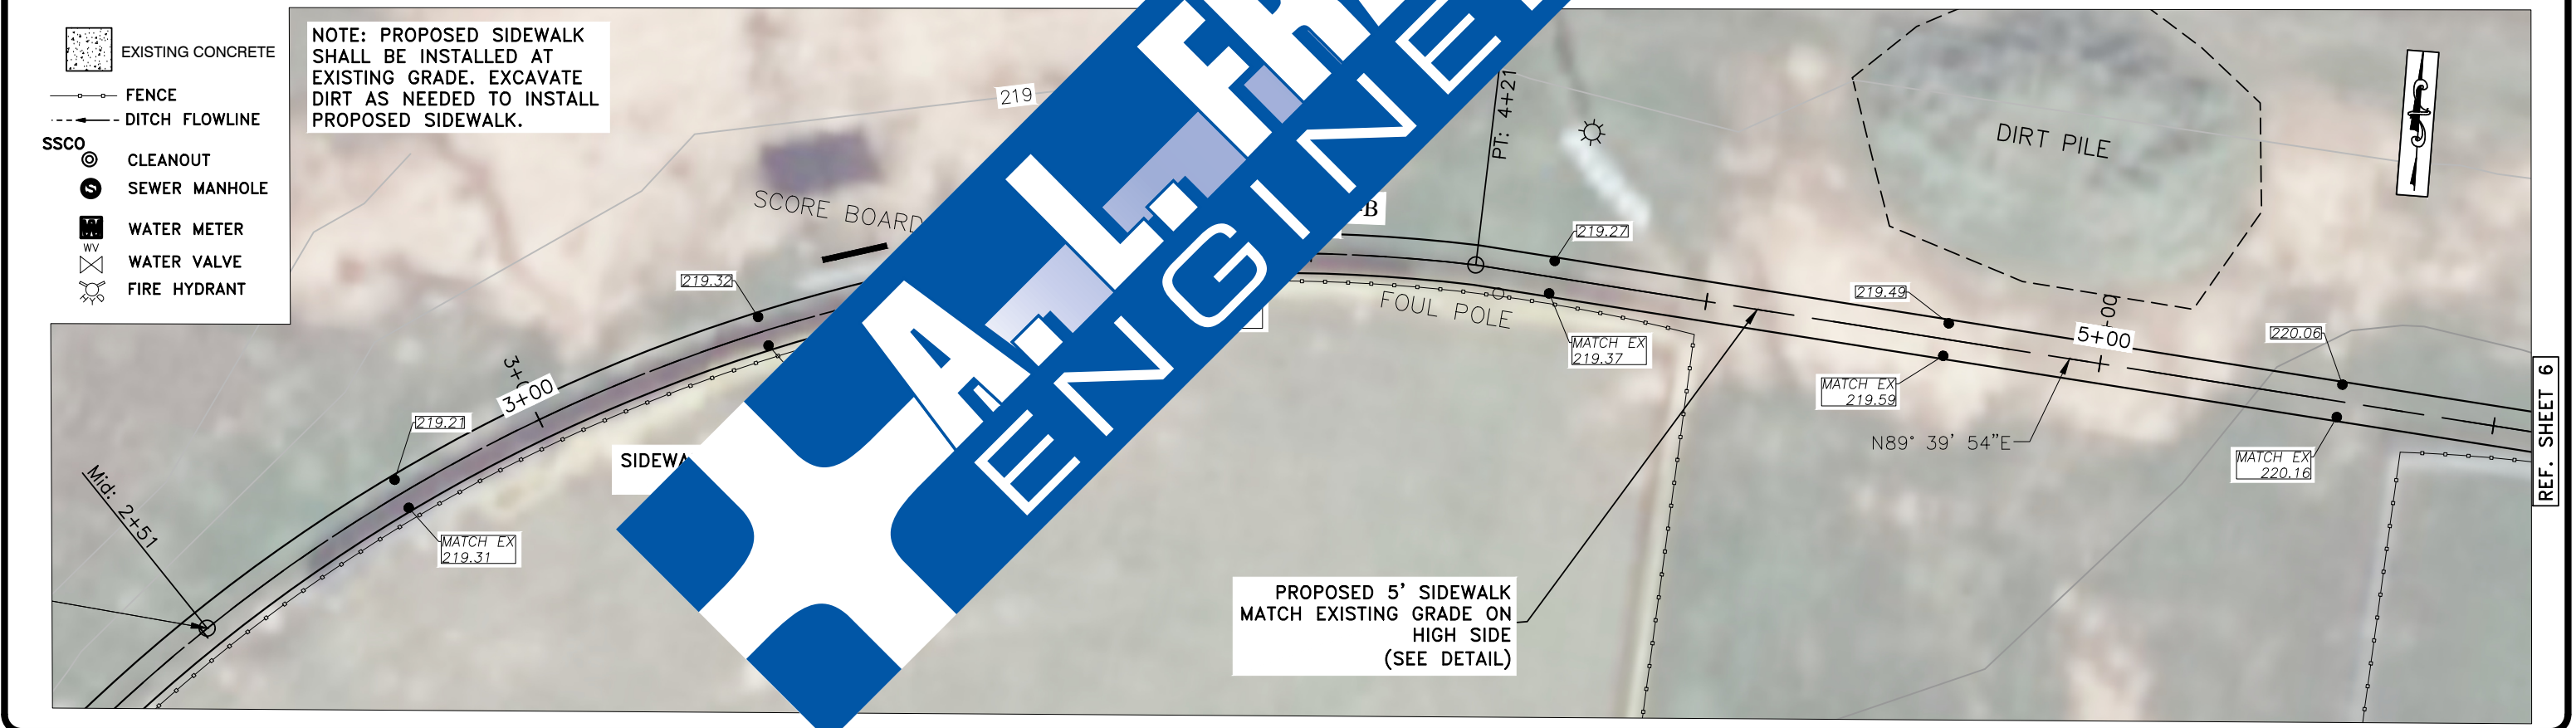 EXISTING CONCRETE
FENCE
DITCH FLOWLINE
SSCO
CLEANOUT
SEWER MANHOLE
WATER METER
WV
WATER VALVE
FIRE HYDRANT
NOTE: PROPOSED SIDEWALK
SHALL BE INSTALLED AT
EXISTING GRADE. EXCAVATE
DIRT AS NEEDED TO INSTALL
PROPOSED SIDEWALK.
219
SCORE BOARD
219.32
3+00
219.21
MATCH EX
219.31
Mid: 2+51
A.L.
PT: 4+21
B
219.27
FOUL POLE
MATCH EX
219.37
DIRT PILE
219.49
5+00
MATCH EX
219.59
N89° 39' 54"E
220.06
MATCH EX
220.16
PROPOSED 5' SIDEWALK
MATCH EXISTING GRADE ON
HIGH SIDE
(SEE DETAIL)
REF. SHEET 6